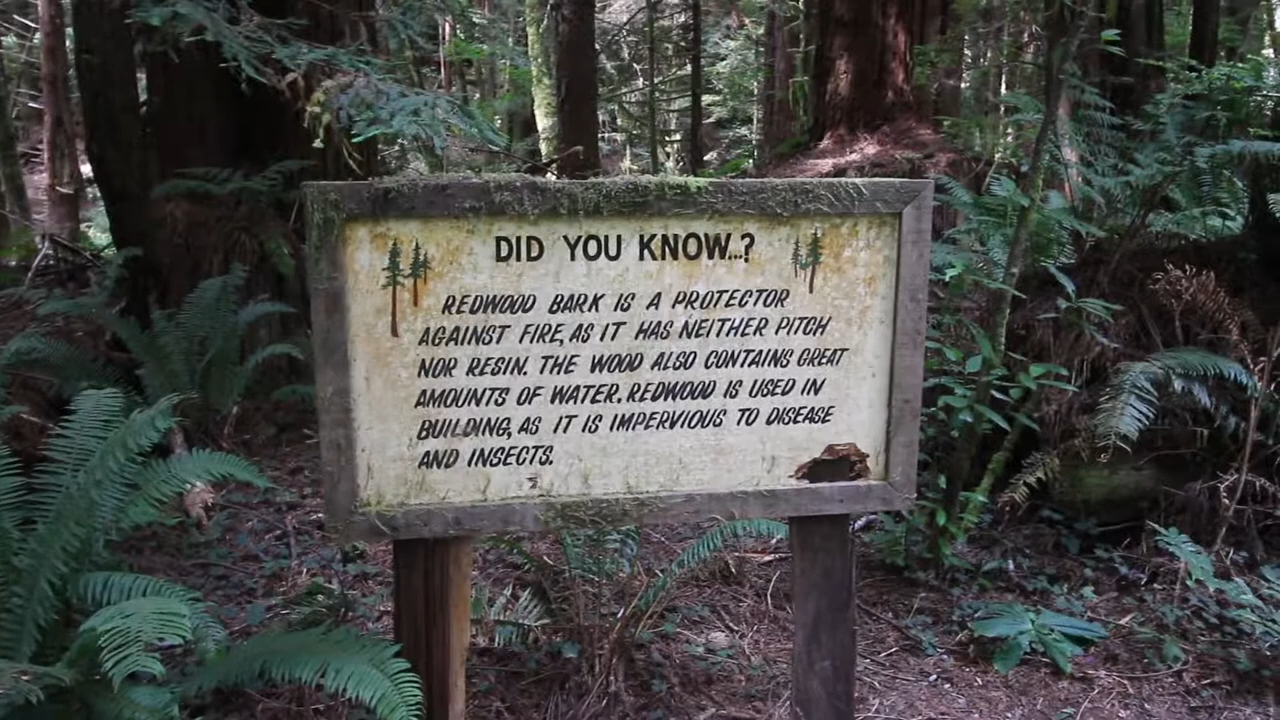 DID YOU KNOW..?
REDWOOD BARK IS A PROTECTOR
AGAINST FIRE, AS IT HAS NEITHER PITCH
NOR RESIN. THE WOOD ALSO CONTAINS GREAT
AMOUNTS OF WATER. REDWOOD IS USED IN
BUILDING, AS IT IS IMPERVIOUS TO DISEASE
AND INSECTS.